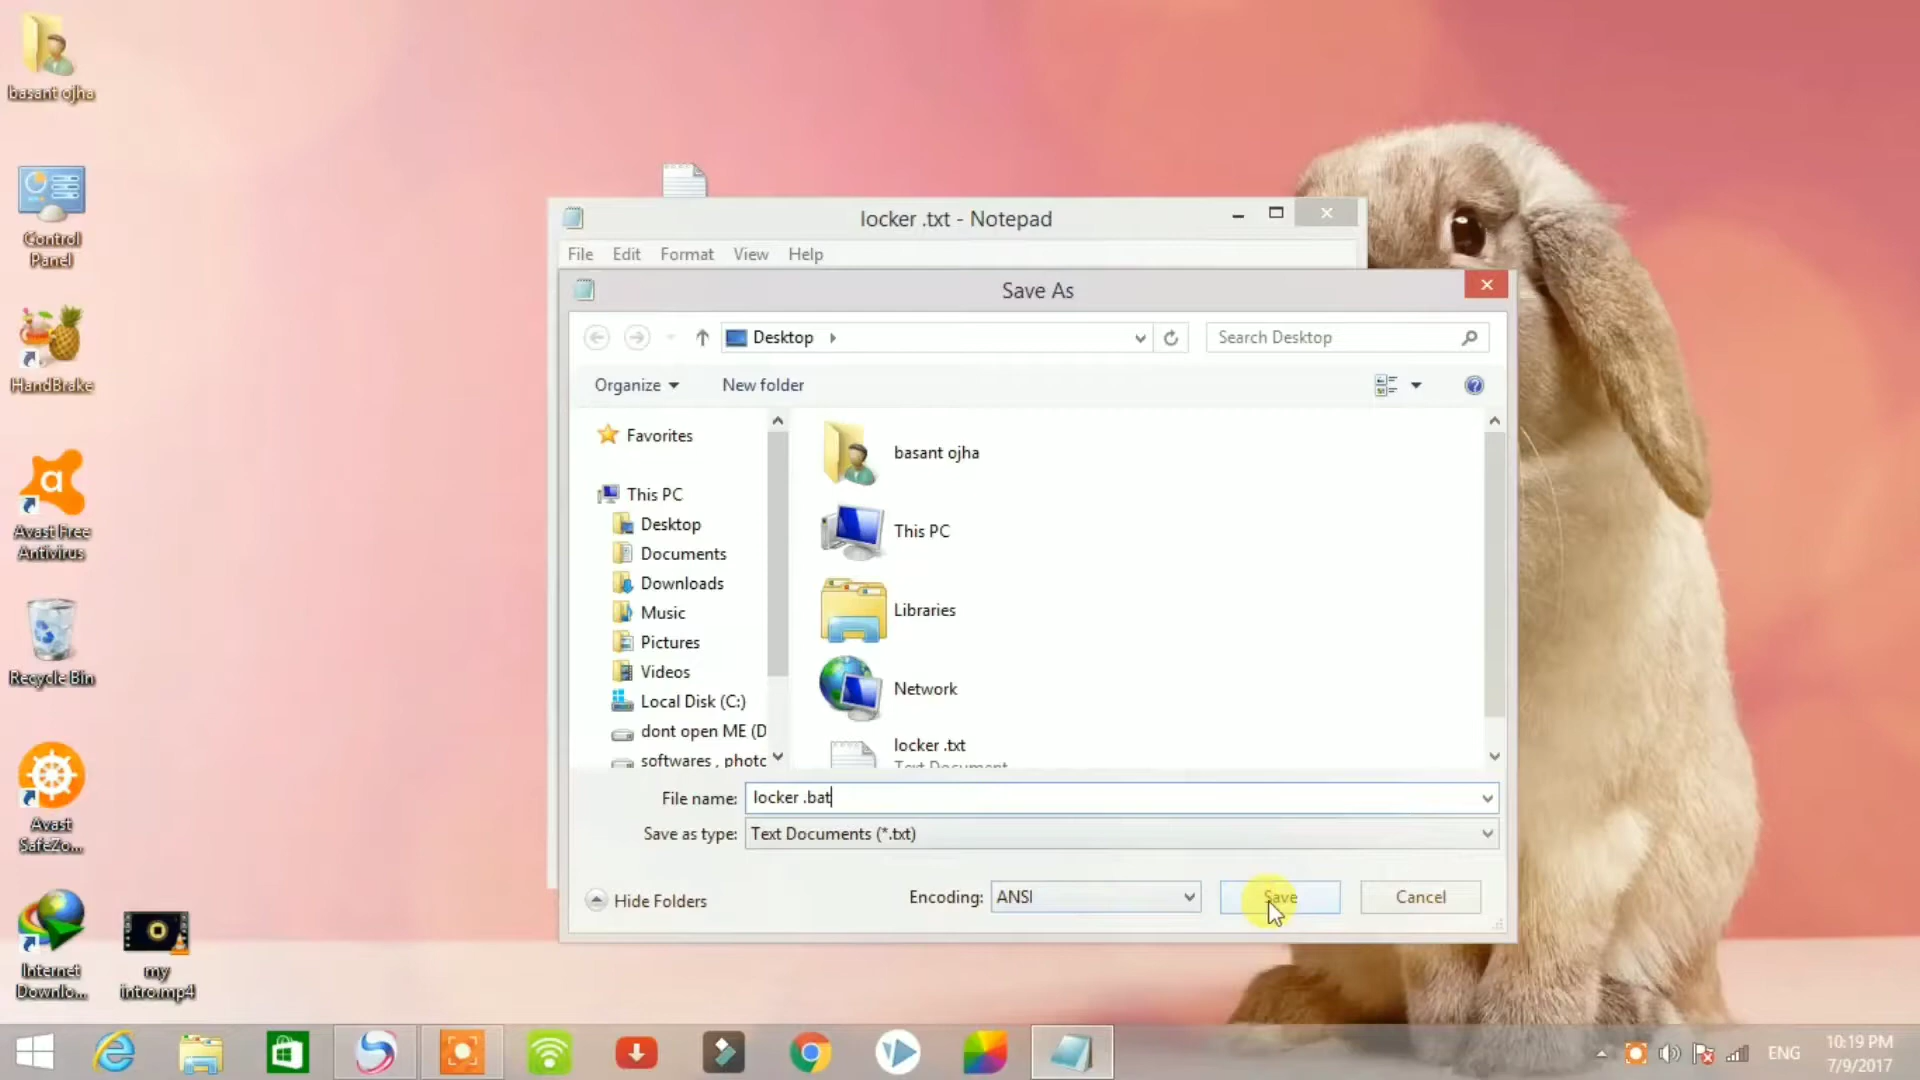 basant ojha
Control
Panel
HandBrake
Avast Free
Antivirus
Recycle Bin
Avast
SafeZo...
Internet
Downlo...
my
intro.mp4
locker .txt - Notepad
File Edit Format View Help
Save As
Desktop
Search Desktop
Organize
New folder
Favorites
This PC
Desktop
Documents
Downloads
Music
Pictures
Videos
Local Disk (C:)
dont open ME (D
softwares , photo
basant ojha
This PC
Libraries
Network
locker .txt
Text Document
File name: locker .bat
Save as type: Text Documents (*.txt)
Hide Folders
Encoding: ANSI
Save
Cancel
ENG
10:19 PM
7/9/2017